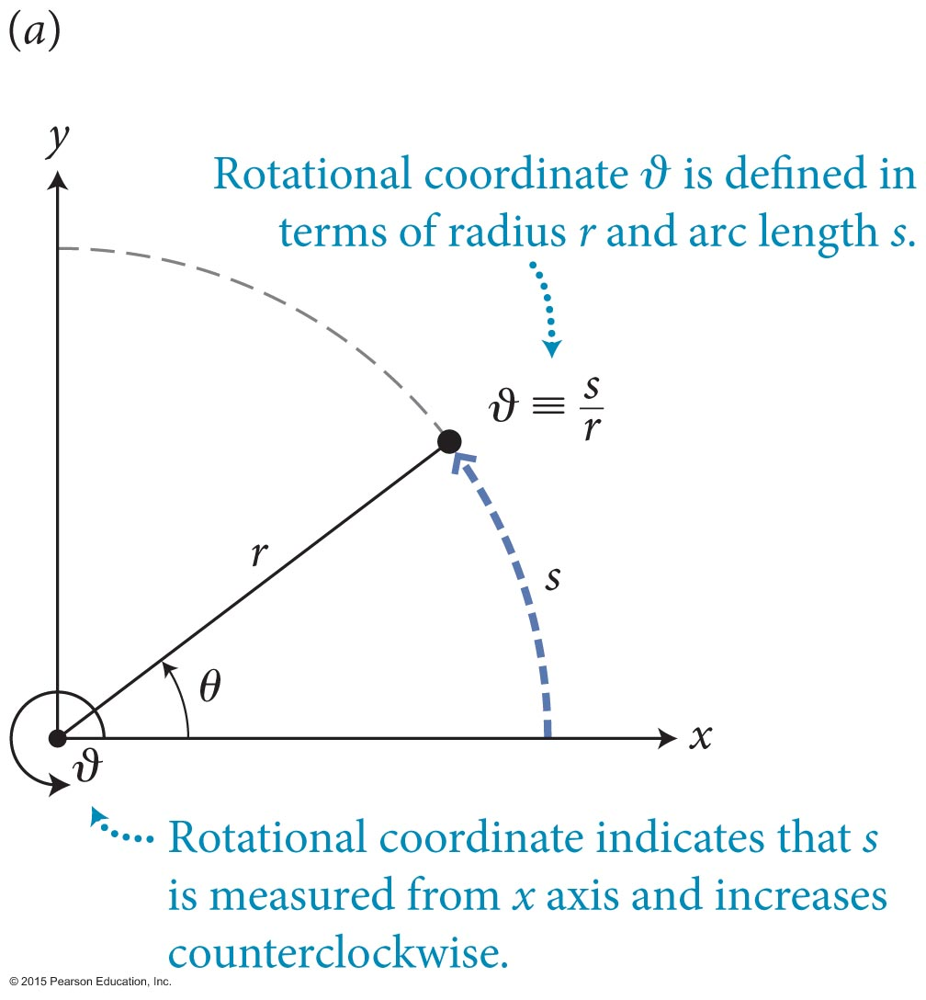 (a)
y
Rotational coordinate ϑ is defined in
terms of radius r and arc length s.
ϑ ≡ s/r
r
s
θ
x
ϑ
Rotational coordinate indicates that s
is measured from x axis and increases
counterclockwise.
© 2015 Pearson Education, Inc.